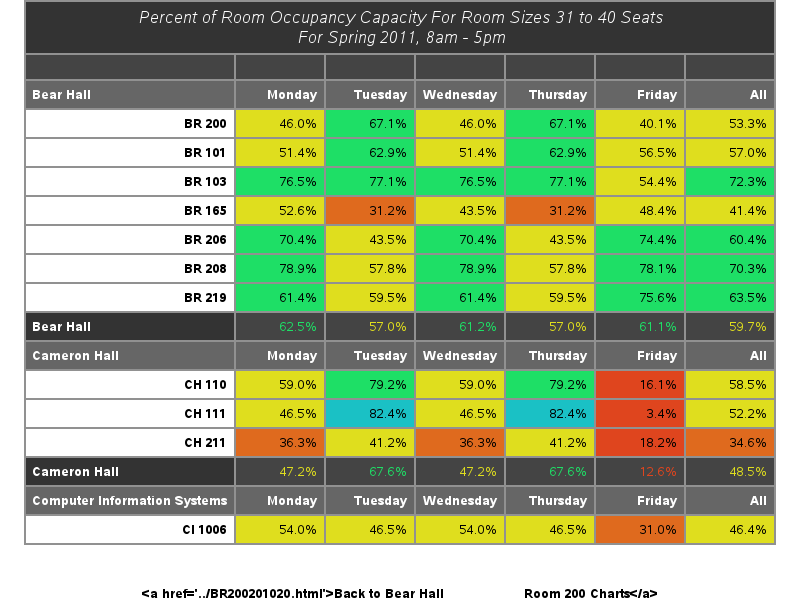 Percent of Room Occupancy Capacity For Room Sizes 31 to 40 Seats
For Spring 2011, 8am - 5pm
Bear Hall Monday Tuesday Wednesday Thursday Friday All
BR 200 46.0% 67.1% 46.0% 67.1% 40.1% 53.3%
BR 101 51.4% 62.9% 51.4% 62.9% 56.5% 57.0%
BR 103 76.5% 77.1% 76.5% 77.1% 54.4% 72.3%
BR 165 52.6% 31.2% 43.5% 31.2% 48.4% 41.4%
BR 206 70.4% 43.5% 70.4% 43.5% 74.4% 60.4%
BR 208 78.9% 57.8% 78.9% 57.8% 78.1% 70.3%
BR 219 61.4% 59.5% 61.4% 59.5% 75.6% 63.5%
Bear Hall 62.5% 57.0% 61.2% 57.0% 61.1% 59.7%
Cameron Hall Monday Tuesday Wednesday Thursday Friday All
CH 110 59.0% 79.2% 59.0% 79.2% 16.1% 58.5%
CH 111 46.5% 82.4% 46.5% 82.4% 3.4% 52.2%
CH 211 36.3% 41.2% 36.3% 41.2% 18.2% 34.6%
Cameron Hall 47.2% 67.6% 47.2% 67.6% 12.6% 48.5%
Computer Information Systems Monday Tuesday Wednesday Thursday Friday All
CI 1006 54.0% 46.5% 54.0% 46.5% 31.0% 46.4%
<a href='../BR200201020.html'>Back to Bear Hall Room 200 Charts</a>